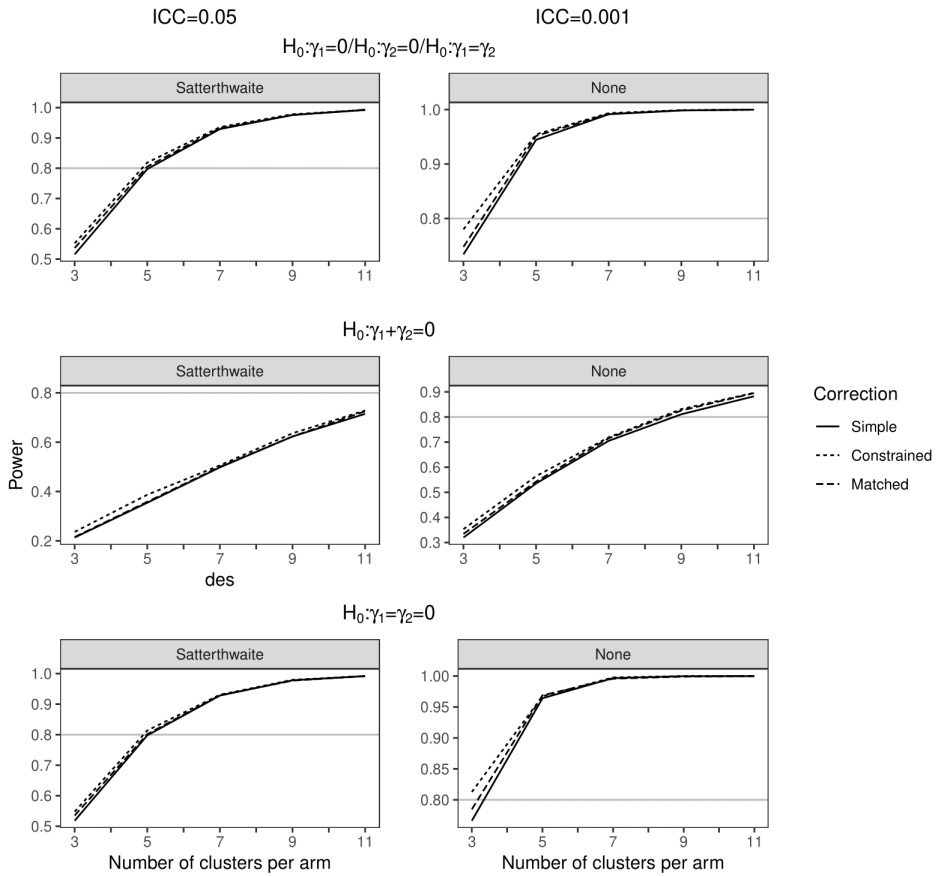 ICC=0.05 ICC=0.001
H₀:γ₁=0/H₀:γ₂=0/H₀:γ₁=γ₂
Satterthwaite None
1.0
0.9
0.8
0.7
0.6
0.5
3 5 7 9 11
1.0
0.9
0.8
3 5 7 9 11
H₀:γ₁+γ₂=0
Satterthwaite None
Power
0.8
0.6
0.4
0.2
3 5 7 9 11
des
0.9
0.8
0.7
0.6
0.5
0.4
0.3
3 5 7 9 11
Correction
Simple
Constrained
Matched
H₀:γ₁=γ₂=0
Satterthwaite None
1.0
0.9
0.8
0.7
0.6
0.5
3 5 7 9 11
Number of clusters per arm
1.00
0.95
0.90
0.85
0.80
3 5 7 9 11
Number of clusters per arm